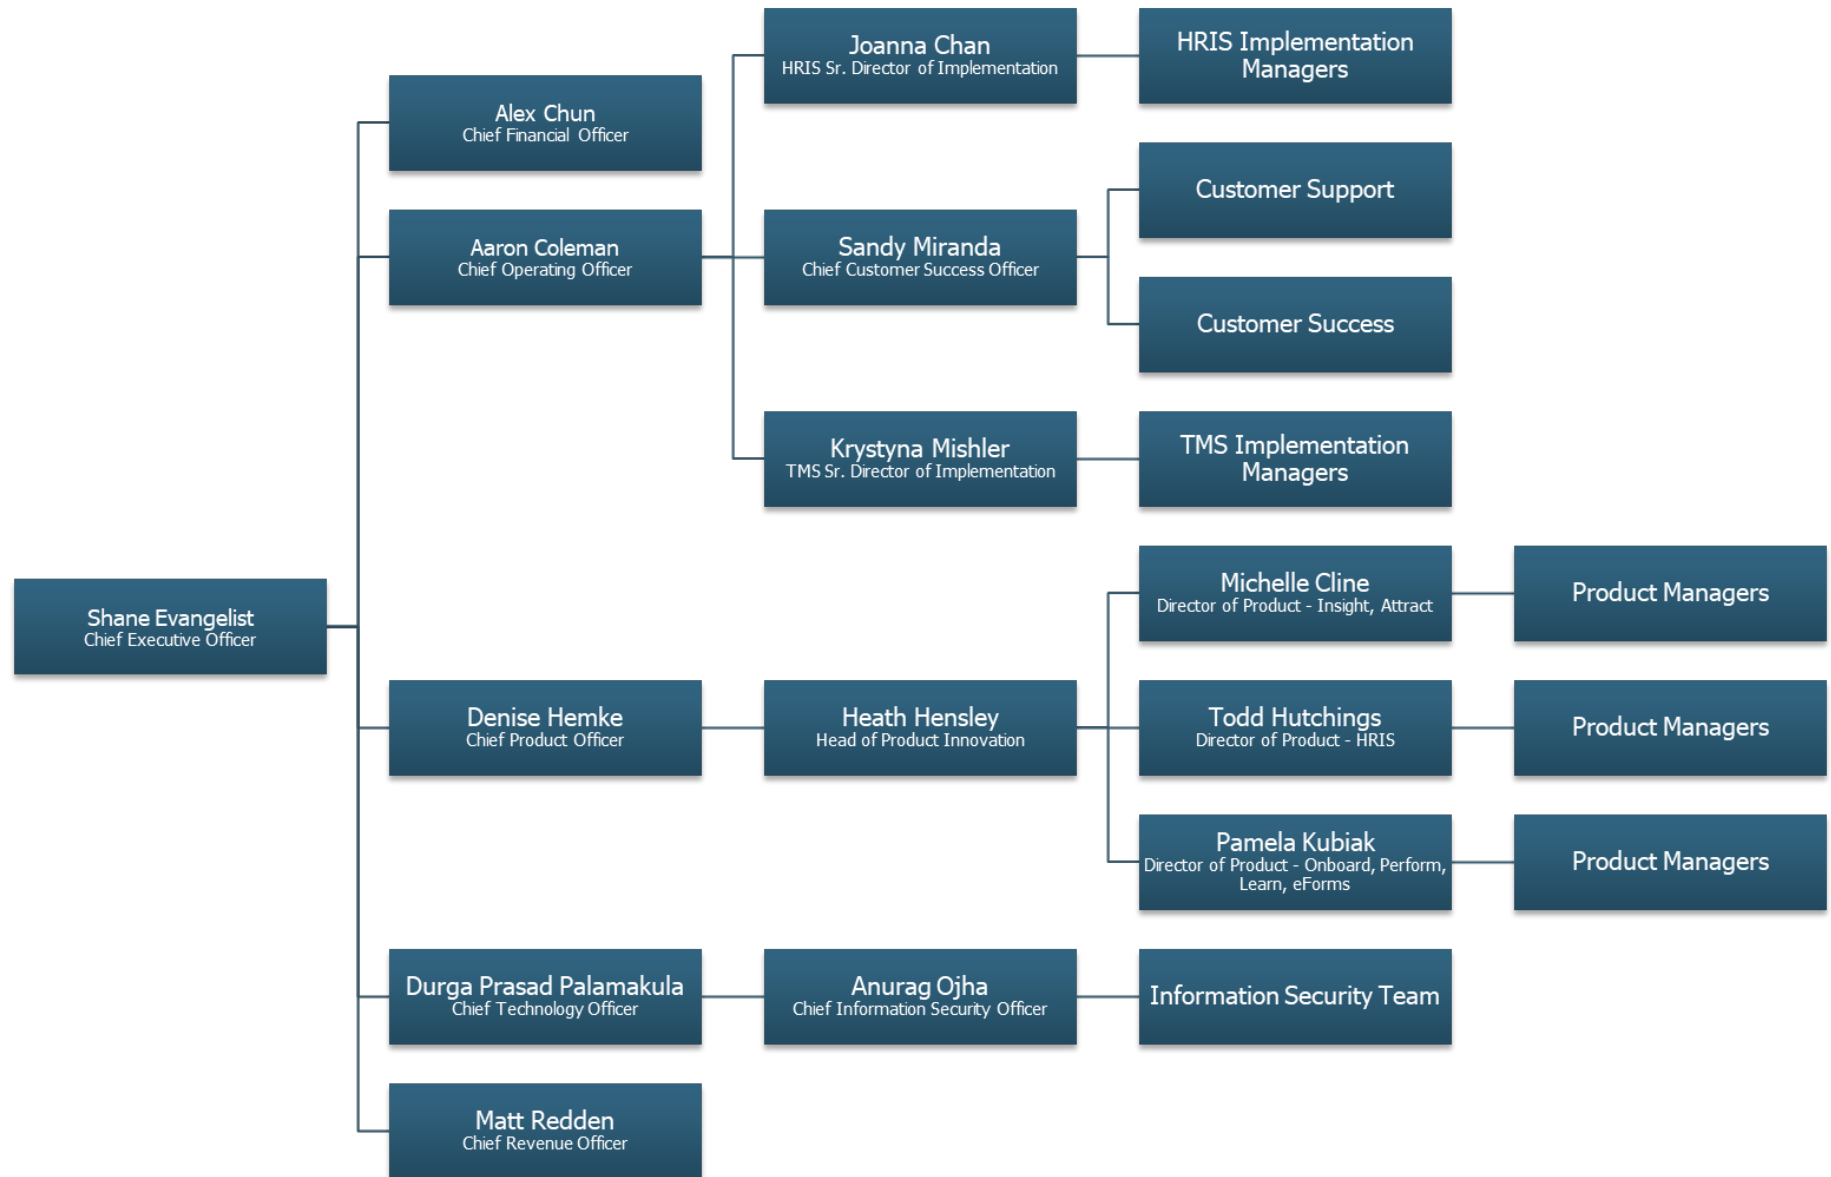 Joanna Chan
HRIS Sr. Director of Implementation
HRIS Implementation
Managers
Alex Chun
Chief Financial Officer
Customer Support
Aaron Coleman
Chief Operating Officer
Sandy Miranda
Chief Customer Success Officer
Customer Success
Krystyna Mishler
TMS Sr. Director of Implementation
TMS Implementation
Managers
Shane Evangelist
Chief Executive Officer
Michelle Cline
Director of Product - Insight, Attract
Product Managers
Denise Hemke
Chief Product Officer
Heath Hensley
Head of Product Innovation
Todd Hutchings
Director of Product - HRIS
Product Managers
Pamela Kubiak
Director of Product - Onboard, Perform,
Learn, eForms
Product Managers
Durga Prasad Palamakula
Chief Technology Officer
Anurag Ojha
Chief Information Security Officer
Information Security Team
Matt Redden
Chief Revenue Officer